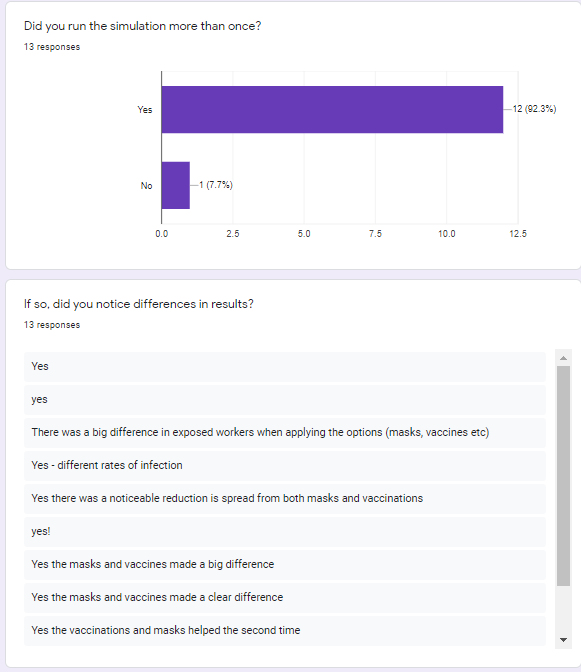 Did you run the simulation more than once?
13 responses
Yes
12 (92.3%)
No
1 (7.7%)
0.0 2.5 5.0 7.5 10.0 12.5
If so, did you notice differences in results?
13 responses
Yes
yes
There was a big difference in exposed workers when applying the options (masks, vaccines etc)
Yes - different rates of infection
Yes there was a noticeable reduction is spread from both masks and vaccinations
yes!
Yes the masks and vaccines made a big difference
Yes the masks and vaccines made a clear difference
Yes the vaccinations and masks helped the second time